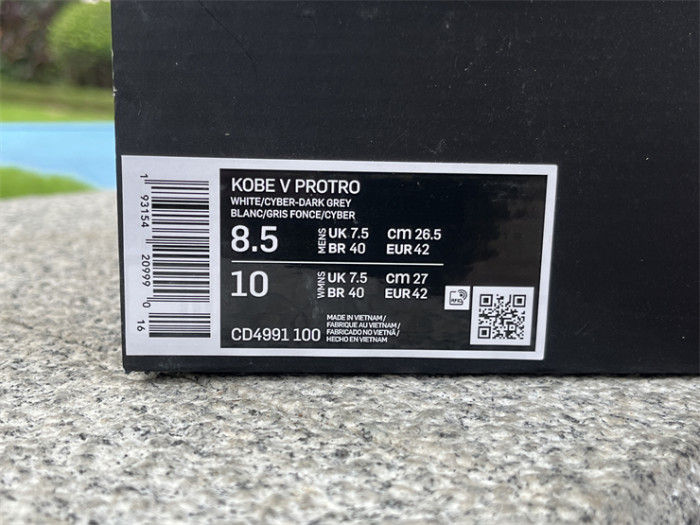 KOBE V PROTRO
WHITE/CYBER-DARK GREY
BLANC/GRIS FONCE/CYBER
8.5 MENS UK 7.5 cm 26.5
BR 40 EUR 42
10 WMNS UK 7.5 cm 27
BR 40 EUR 42
CD4991 100
MADE IN VIETNAM/
FABRIQUE AU VIETNAM/
FABRICADO NO VIETNÃ/
HECHO EN VIETNAM
RFID
1 93154 20999 0 16